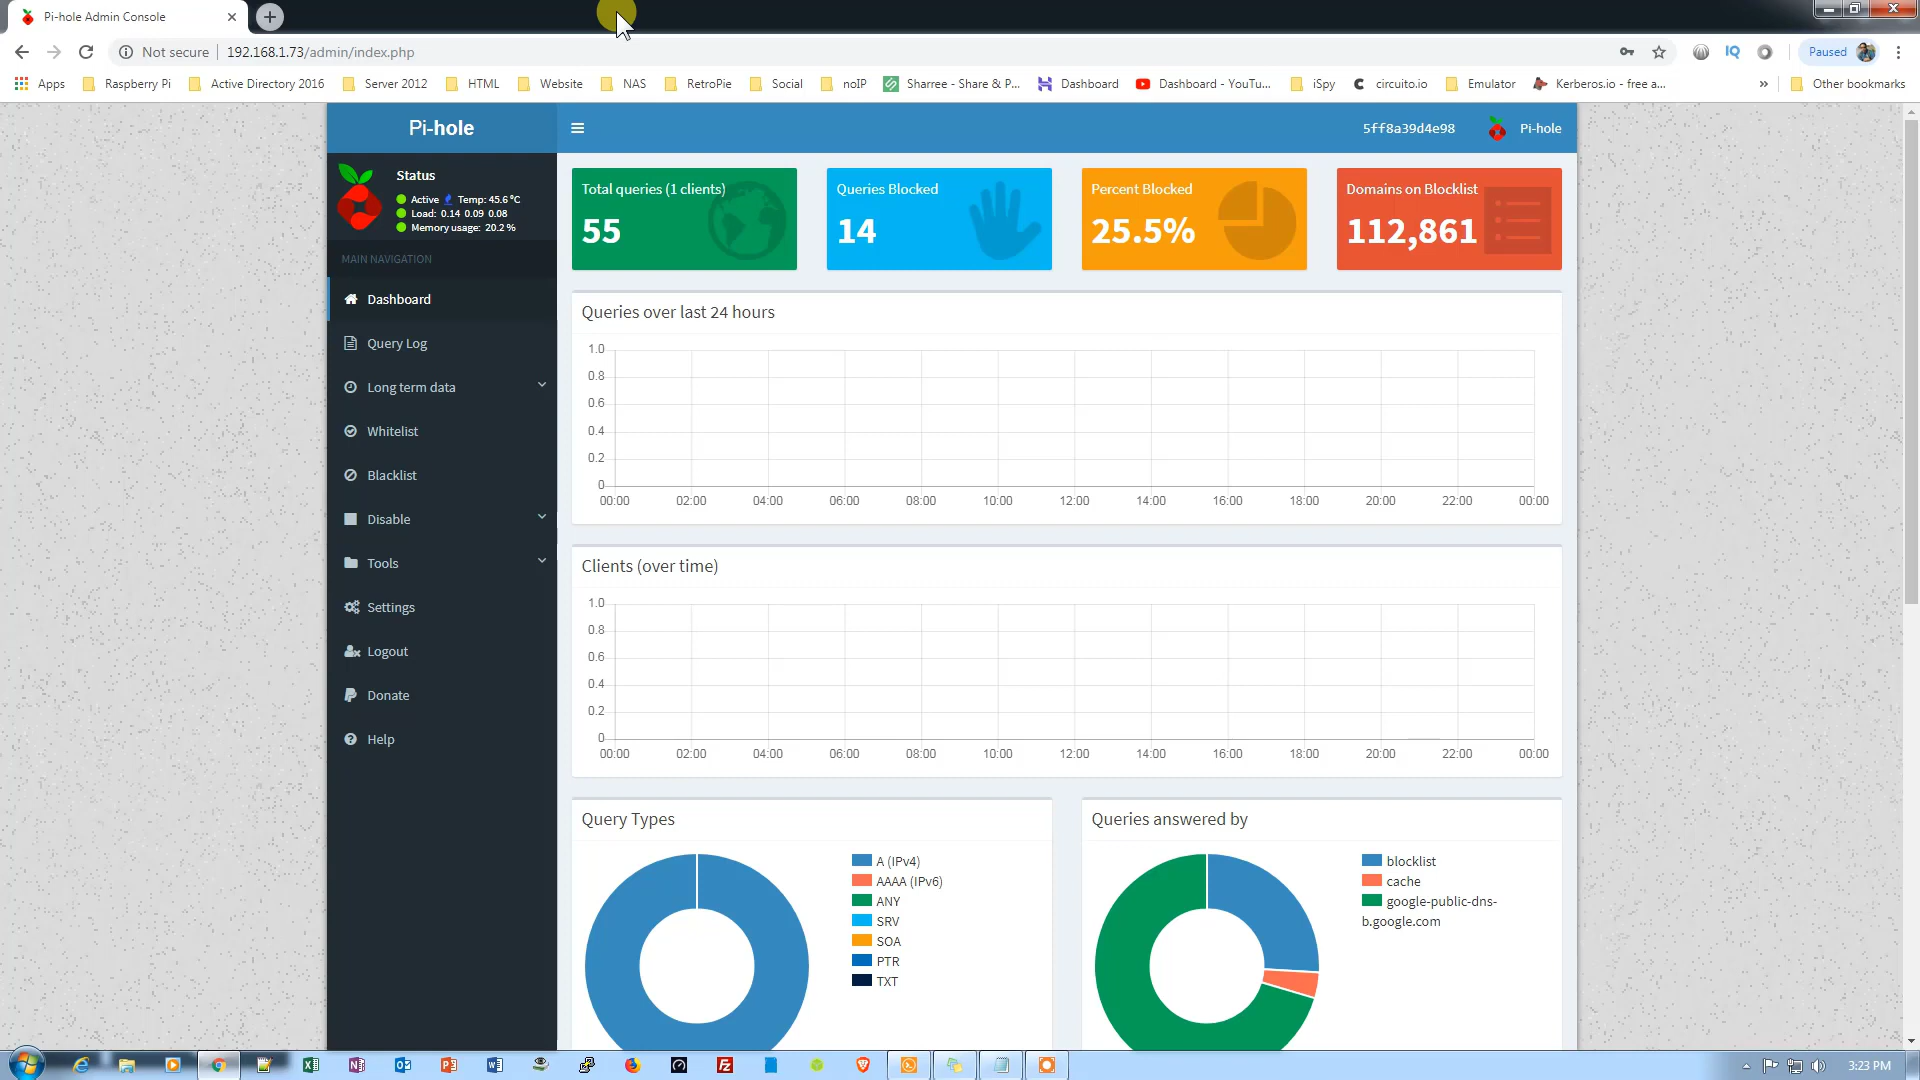 Pi-hole Admin Console
Not secure
192.168.1.73/admin/index.php
IQ
Paused
Apps
Raspberry Pi
Active Directory 2016
Server 2012
HTML
Website
NAS
RetroPie
Social
noIP
Sharree - Share & P...
Dashboard
Dashboard - YouTu...
iSpy
circuito.io
Emulator
Kerberos.io - free a...
»
Other bookmarks
Pi-hole
5ff8a39d4e98
Pi-hole
Status
Active Temp: 45.6 °C
Load: 0.14 0.09 0.08
Memory usage: 20.2 %
MAIN NAVIGATION
Dashboard
Query Log
Long term data
Whitelist
Blacklist
Disable
Tools
Settings
Logout
Donate
Help
Total queries (1 clients)
55
Queries Blocked
14
Percent Blocked
25.5%
Domains on Blocklist
112,861
Queries over last 24 hours
1.0
0.8
0.6
0.4
0.2
0
00:00 02:00 04:00 06:00 08:00 10:00 12:00 14:00 16:00 18:00 20:00 22:00 00:00
Clients (over time)
1.0
0.8
0.6
0.4
0.2
0
00:00 02:00 04:00 06:00 08:00 10:00 12:00 14:00 16:00 18:00 20:00 22:00 00:00
Query Types
A (IPv4)
AAAA (IPv6)
ANY
SRV
SOA
PTR
TXT
Queries answered by
blocklist
cache
google-public-dns-
b.google.com
3:23 PM